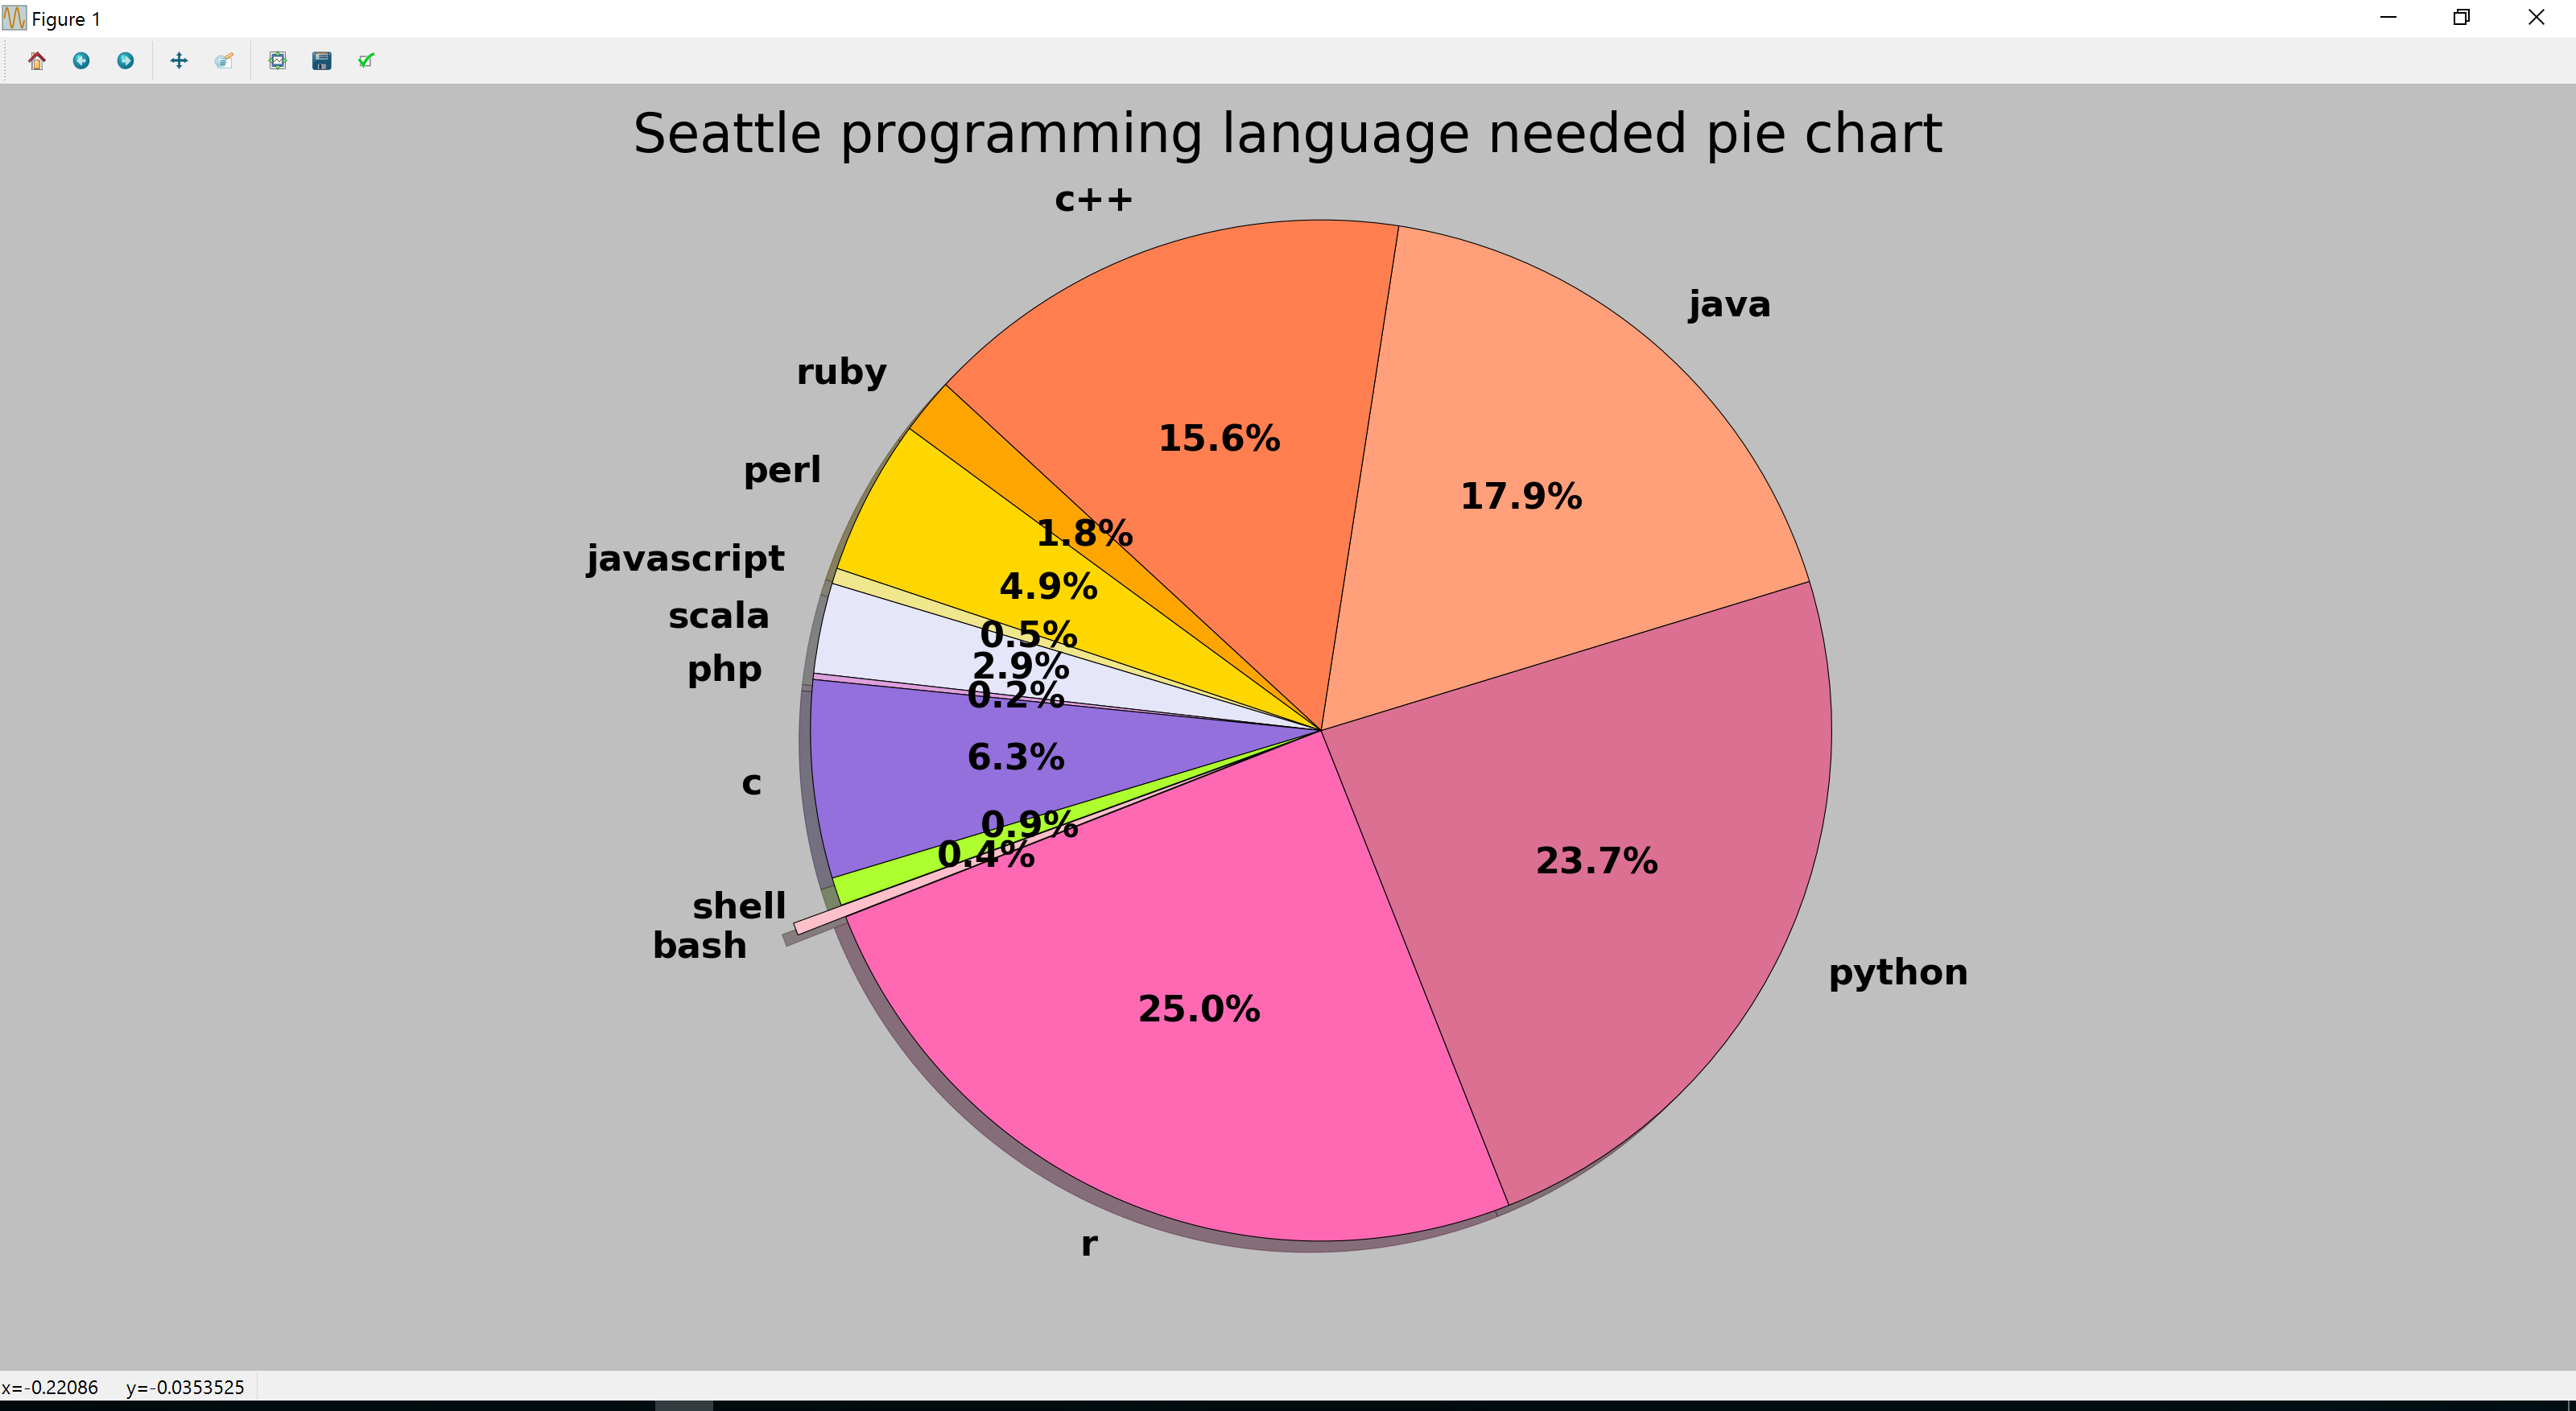 Figure 1
Seattle programming language needed pie chart
c++
java
ruby
15.6%
perl
17.9%
1.8%
javascript
4.9%
scala
0.5%
php
2.9%
0.2%
c
6.3%
0.9%
0.4%
23.7%
shell
bash
python
25.0%
r
x=-0.22086 y=-0.0353525